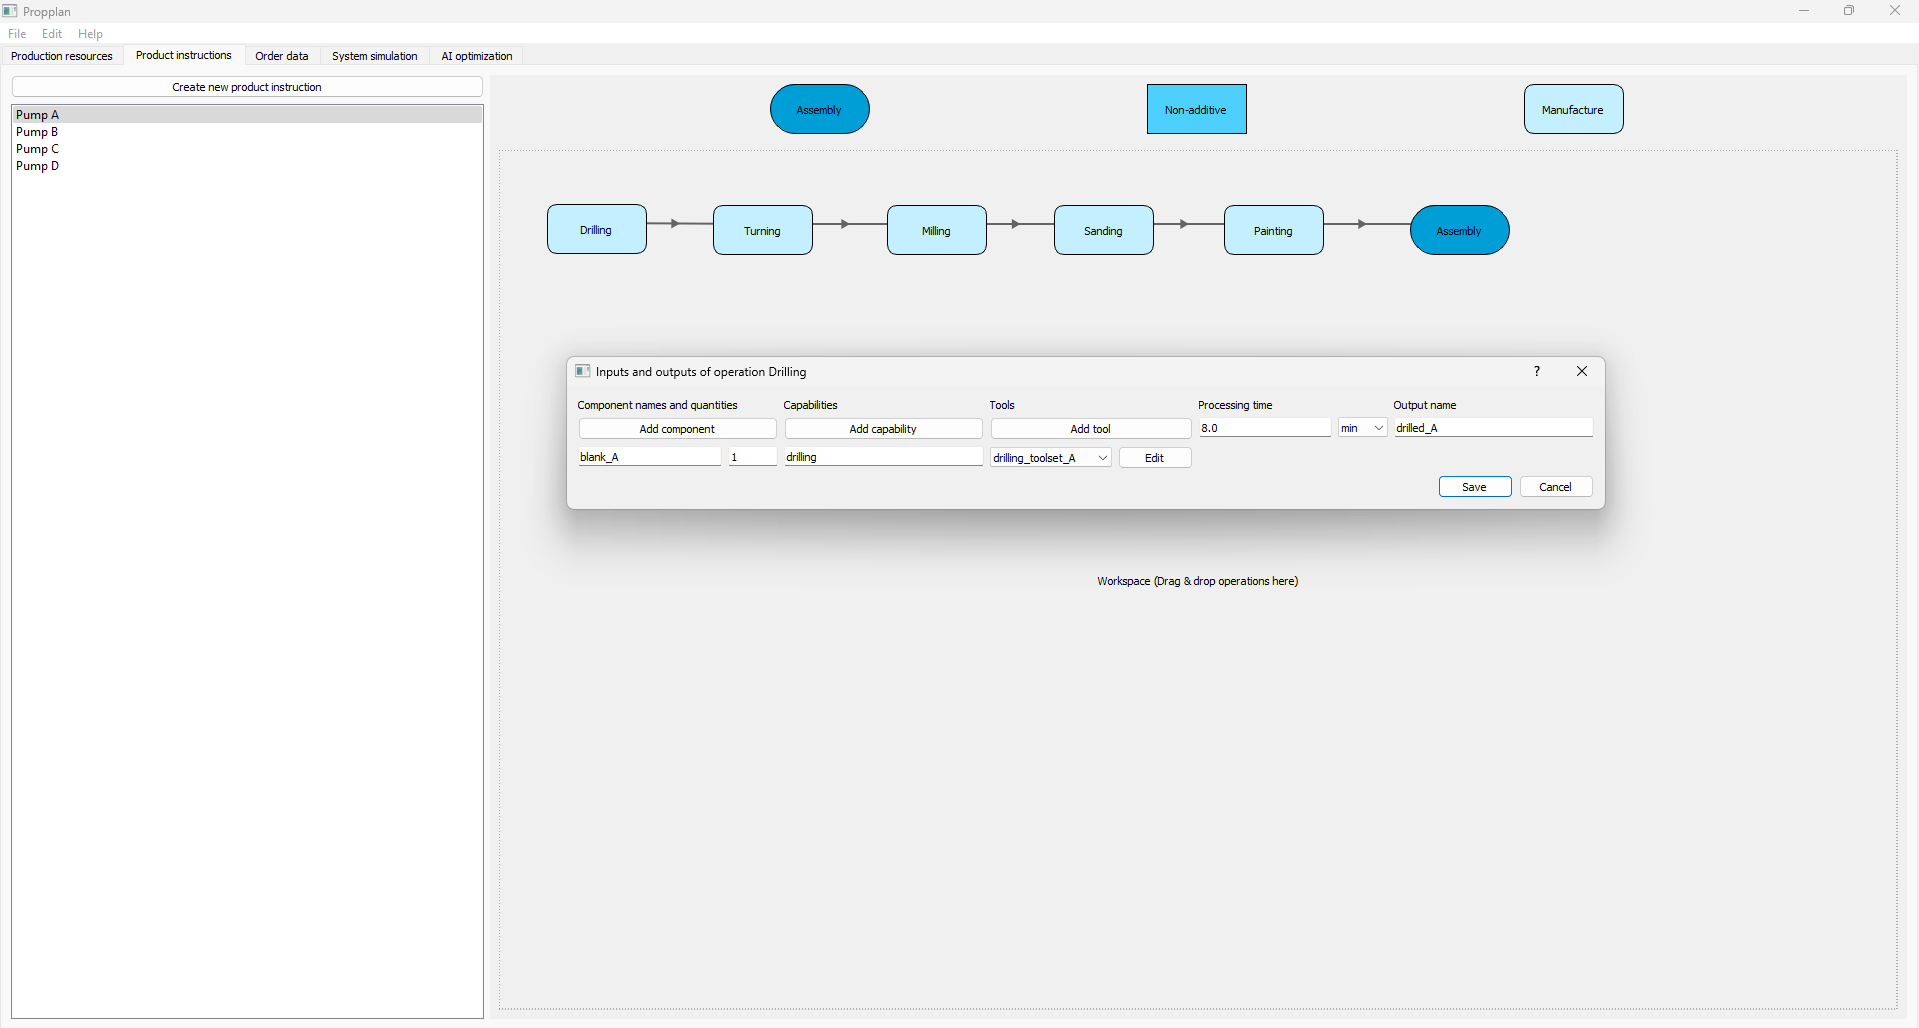 Propplan
File Edit Help
Production resources Product instructions Order data System simulation AI optimization
Create new product instruction
Pump A
Pump B
Pump C
Pump D
Assembly Non-additive Manufacture
Drilling Turning Milling Sanding Painting Assembly
Inputs and outputs of operation Drilling ?
Component names and quantities Capabilities Tools Processing time Output name
Add component Add capability Add tool 8.0 min drilled_A
blank_A 1 drilling drilling_toolset_A Edit
Save Cancel
Workspace (Drag & drop operations here)